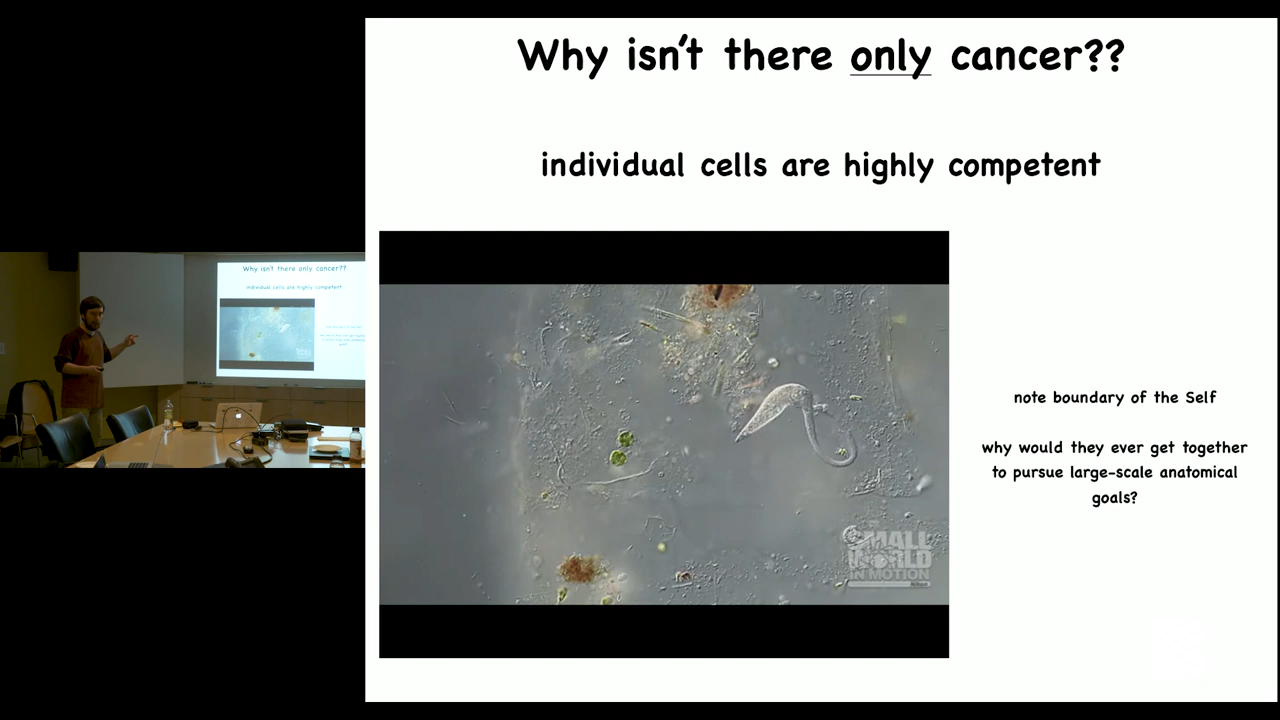 Why isn't there only cancer??
individual cells are highly competent
note boundary of the Self
why would they ever get together
to pursue large-scale anatomical
goals?
SMALL
WORLD
IN MOTION
Nikon
Why isn't there only cancer??
individual cells are highly competent